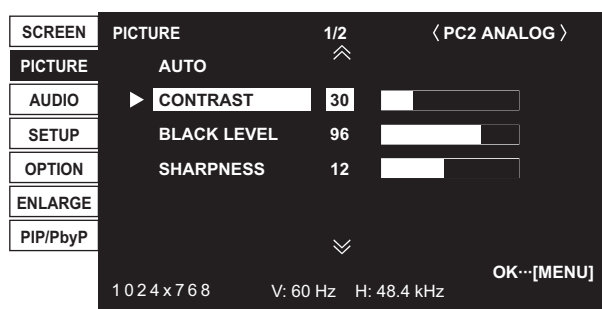 SCREEN
PICTURE
AUDIO
SETUP
OPTION
ENLARGE
PIP/PbyP
PICTURE 1/2 〈 PC2 ANALOG 〉
AUTO
CONTRAST 30
BLACK LEVEL 96
SHARPNESS 12
OK···[MENU]
1024x768 V: 60 Hz H: 48.4 kHz